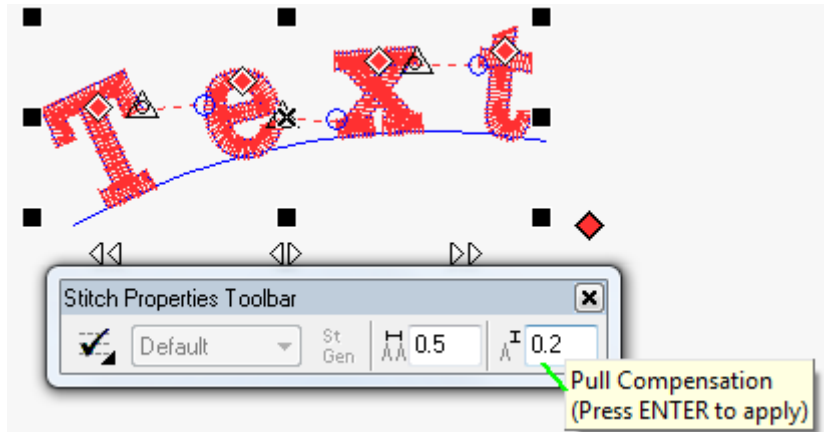 Text
Stitch Properties Toolbar
Default
St
Gen
0.5
0.2
Pull Compensation
(Press ENTER to apply)